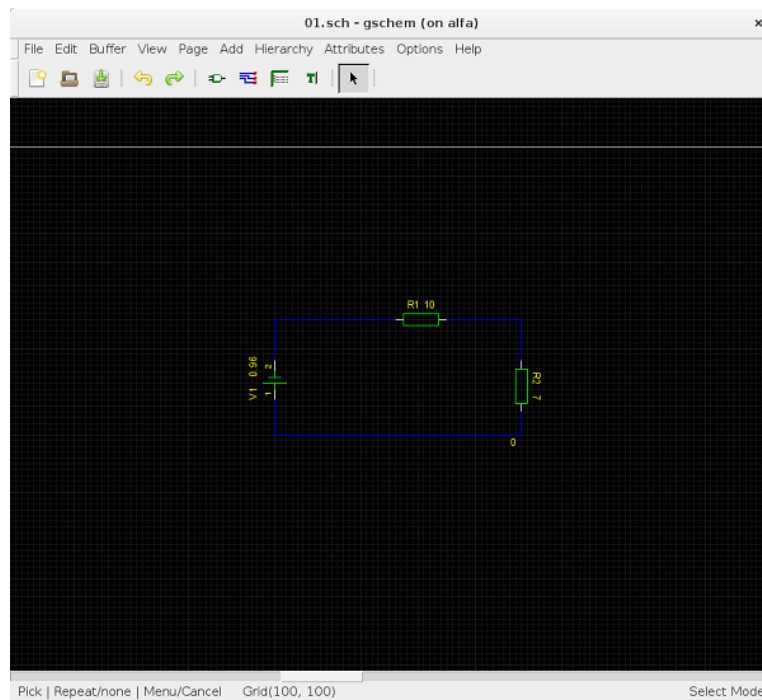 01.sch - gschem (on alfa)
File Edit Buffer View Page Add Hierarchy Attributes Options Help
R1 10
V1 0.96
2
1
R2 7
0
Pick | Repeat/none | Menu/Cancel Grid(100, 100) Select Mode